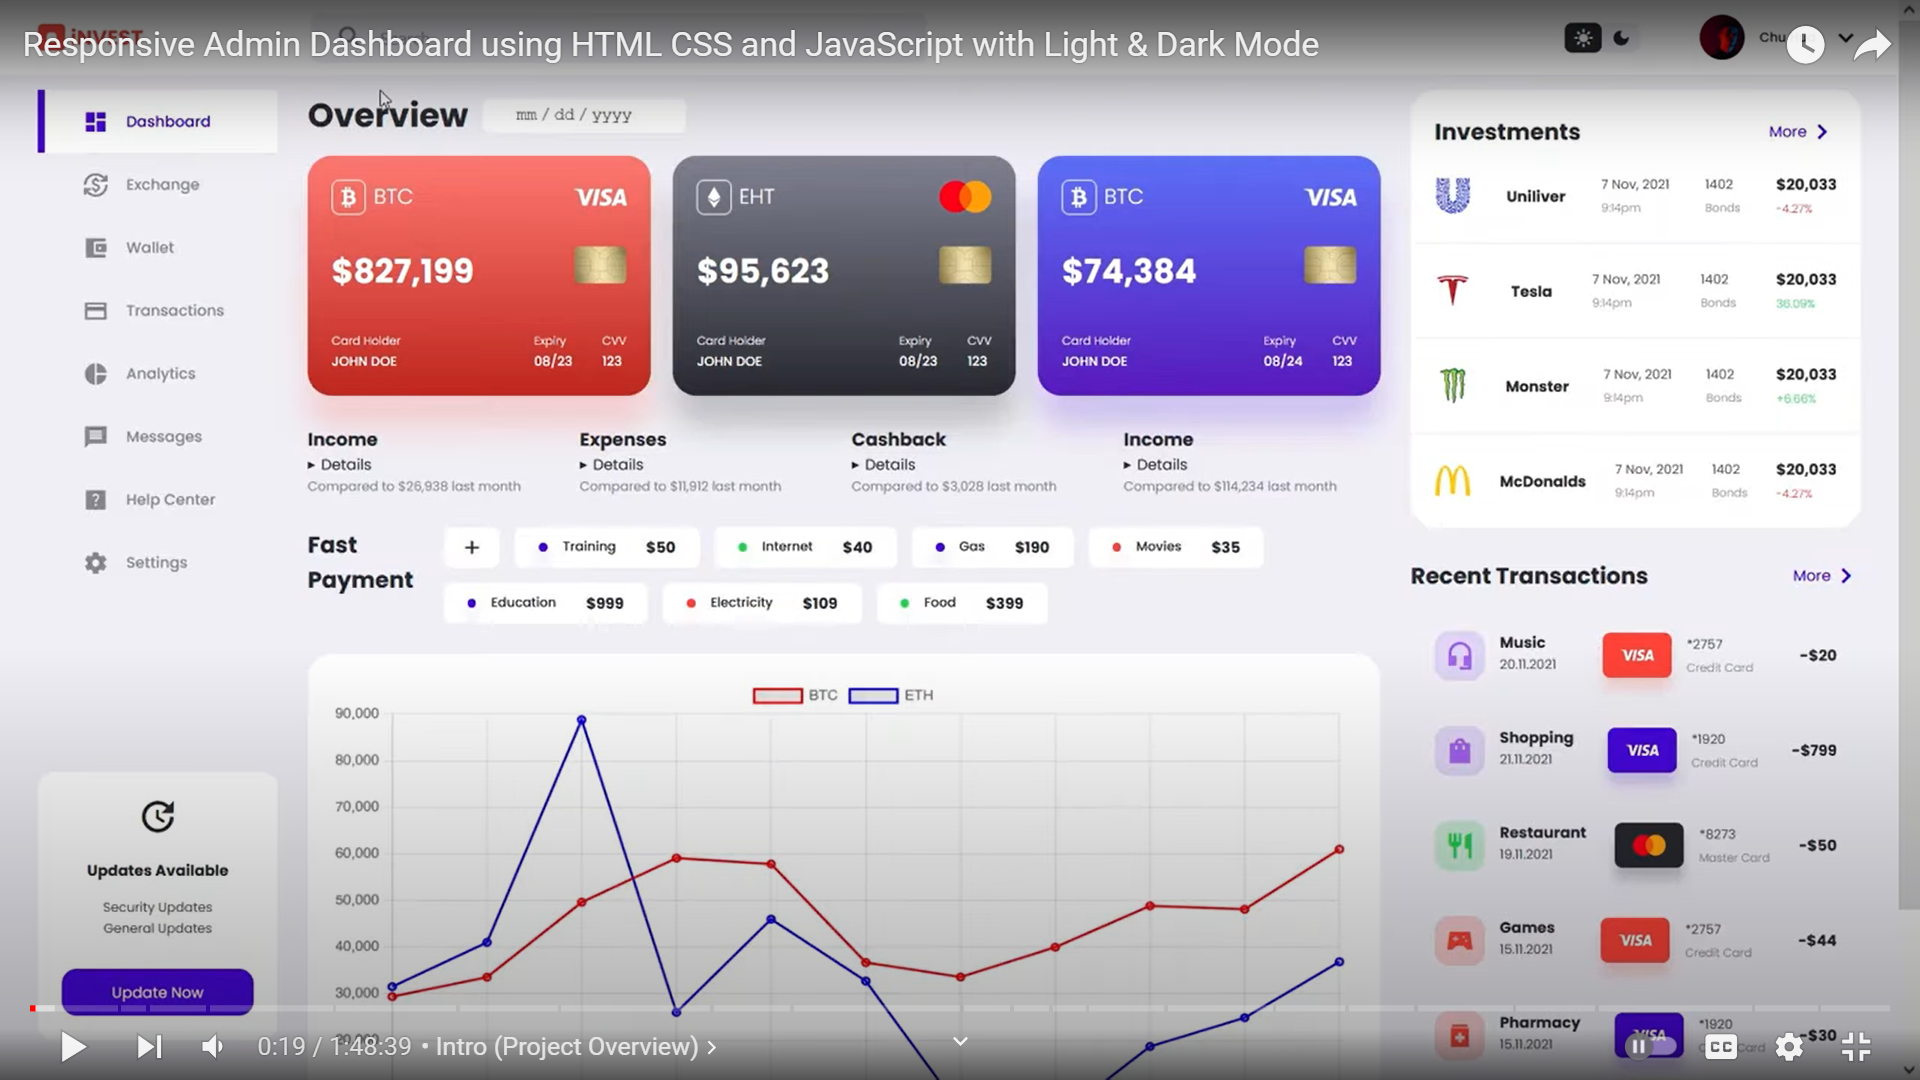 Responsive Admin Dashboard using HTML CSS and JavaScript with Light & Dark Mode
Dashboard
Exchange
Wallet
Transactions
Analytics
Messages
Help Center
Settings
Updates Available
Security Updates
General Updates
Update Now
Overview
mm / dd / yyyy
BTC VISA
$827,199
Card Holder Expiry CVV
JOHN DOE 08/23 123
EHT
$95,623
Card Holder Expiry CVV
JOHN DOE 08/23 123
BTC VISA
$74,384
Card Holder Expiry CVV
JOHN DOE 08/24 123
Income
▸ Details
Compared to $26,938 last month
Expenses
▸ Details
Compared to $11,912 last month
Cashback
▸ Details
Compared to $3,028 last month
Income
▸ Details
Compared to $114,234 last month
Fast
Payment
+ Training $50 Internet $40 Gas $190 Movies $35
Education $999 Electricity $109 Food $399
BTC ETH
90,000
80,000
70,000
60,000
50,000
40,000
30,000
Investments More
Uniliver 7 Nov, 2021 1402 $20,033
9:14pm Bonds -4.27%
Tesla 7 Nov, 2021 1402 $20,033
9:14pm Bonds 36.09%
Monster 7 Nov, 2021 1402 $20,033
9:14pm Bonds +6.66%
McDonalds 7 Nov, 2021 1402 $20,033
9:14pm Bonds -4.27%
Recent Transactions More
Music VISA *2757 -$20
20.11.2021 Credit Card
Shopping VISA *1920 -$799
21.11.2021 Credit Card
Restaurant *8273 -$50
19.11.2021 Master Card
Games VISA *2757 -$44
15.11.2021 Credit Card
Pharmacy VISA *1920 -$30
15.11.2021 Card
0:19 / 1:48:39 • Intro (Project Overview)
CC